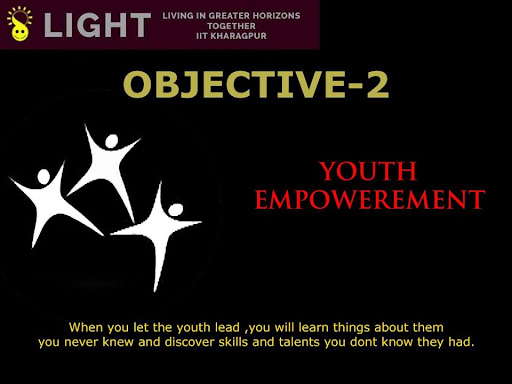 LIGHT
LIVING IN GREATER HORIZONS
TOGETHER
IIT KHARAGPUR
OBJECTIVE-2
YOUTH
EMPOWEREMENT
When you let the youth lead ,you will learn things about them
you never knew and discover skills and talents you dont know they had.